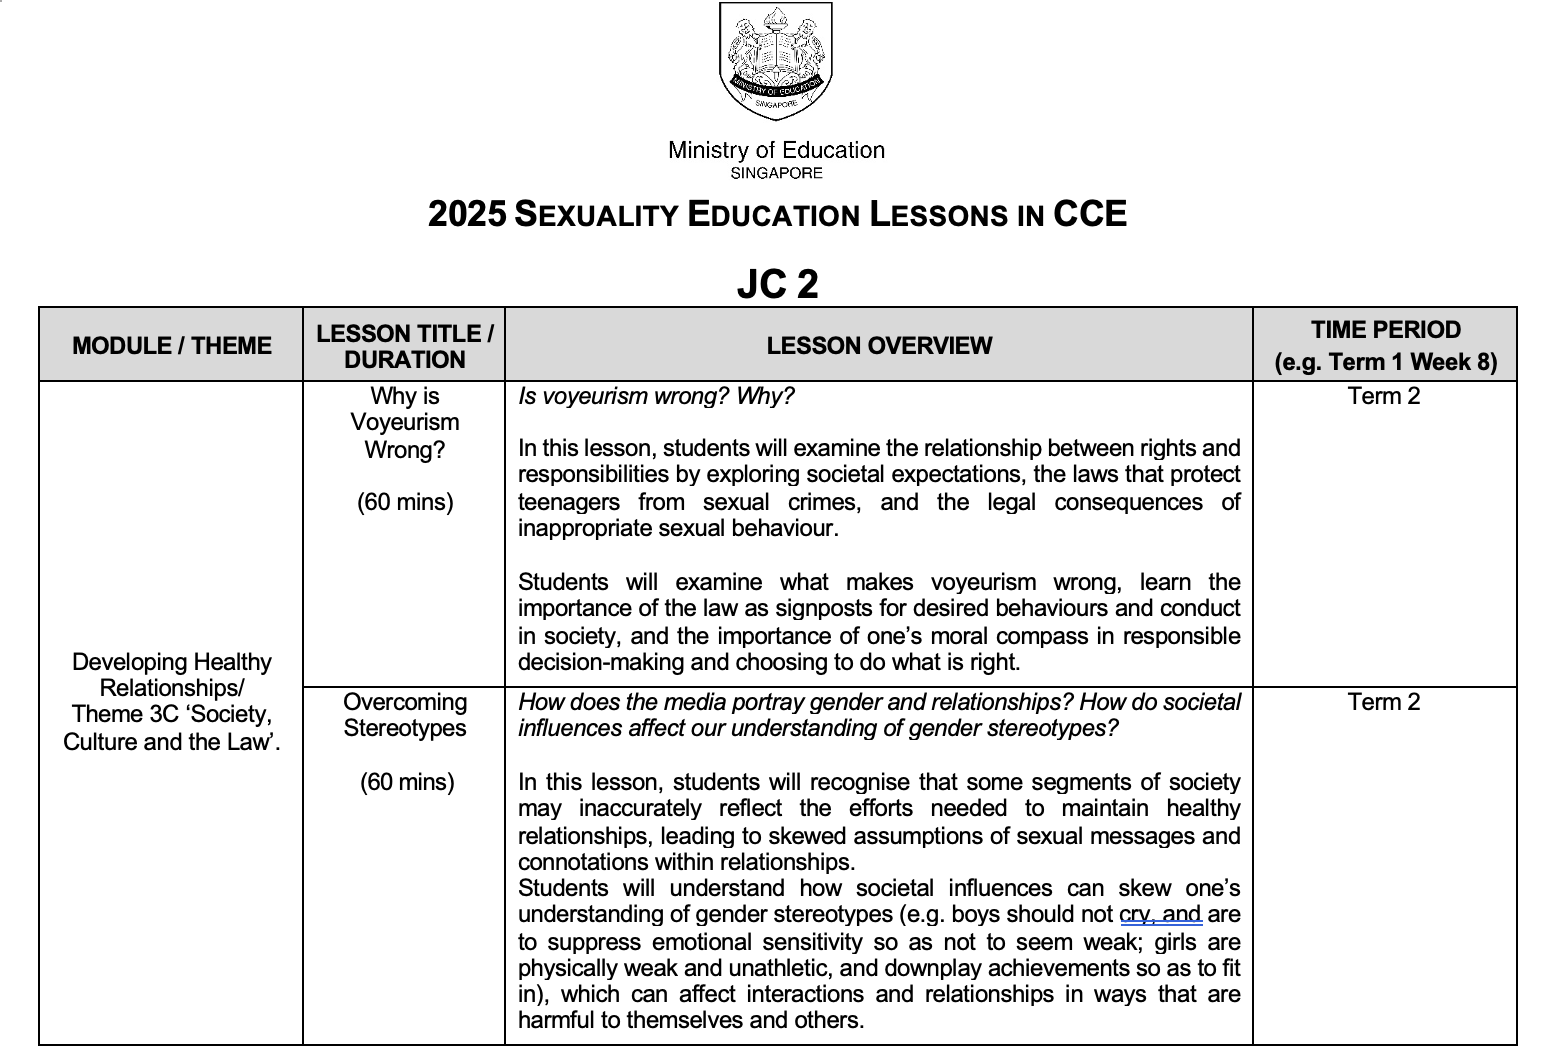 MINISTRY OF EDUCATION
SINGAPORE
Ministry of Education
SINGAPORE
2025 SEXUALITY EDUCATION LESSONS IN CCE
JC 2
MODULE / THEME
LESSON TITLE /
DURATION
LESSON OVERVIEW
TIME PERIOD
(e.g. Term 1 Week 8)
Developing Healthy
Relationships/
Theme 3C ‘Society,
Culture and the Law’.
Why is
Voyeurism
Wrong?
(60 mins)
Is voyeurism wrong? Why?
In this lesson, students will examine the relationship between rights and
responsibilities by exploring societal expectations, the laws that protect
teenagers from sexual crimes, and the legal consequences of
inappropriate sexual behaviour.
Students will examine what makes voyeurism wrong, learn the
importance of the law as signposts for desired behaviours and conduct
in society, and the importance of one’s moral compass in responsible
decision-making and choosing to do what is right.
Term 2
Overcoming
Stereotypes
(60 mins)
How does the media portray gender and relationships? How do societal
influences affect our understanding of gender stereotypes?
In this lesson, students will recognise that some segments of society
may inaccurately reflect the efforts needed to maintain healthy
relationships, leading to skewed assumptions of sexual messages and
connotations within relationships.
Students will understand how societal influences can skew one’s
understanding of gender stereotypes (e.g. boys should not cry, and are
to suppress emotional sensitivity so as not to seem weak; girls are
physically weak and unathletic, and downplay achievements so as to fit
in), which can affect interactions and relationships in ways that are
harmful to themselves and others.
Term 2